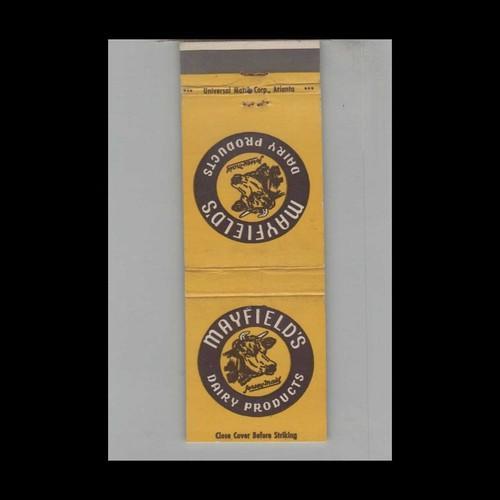 *** Universal Match Corp., Atlanta ***
MAYFIELD'S
DAIRY PRODUCTS
MAYFIELD'S
DAIRY PRODUCTS
Close Cover Before Striking